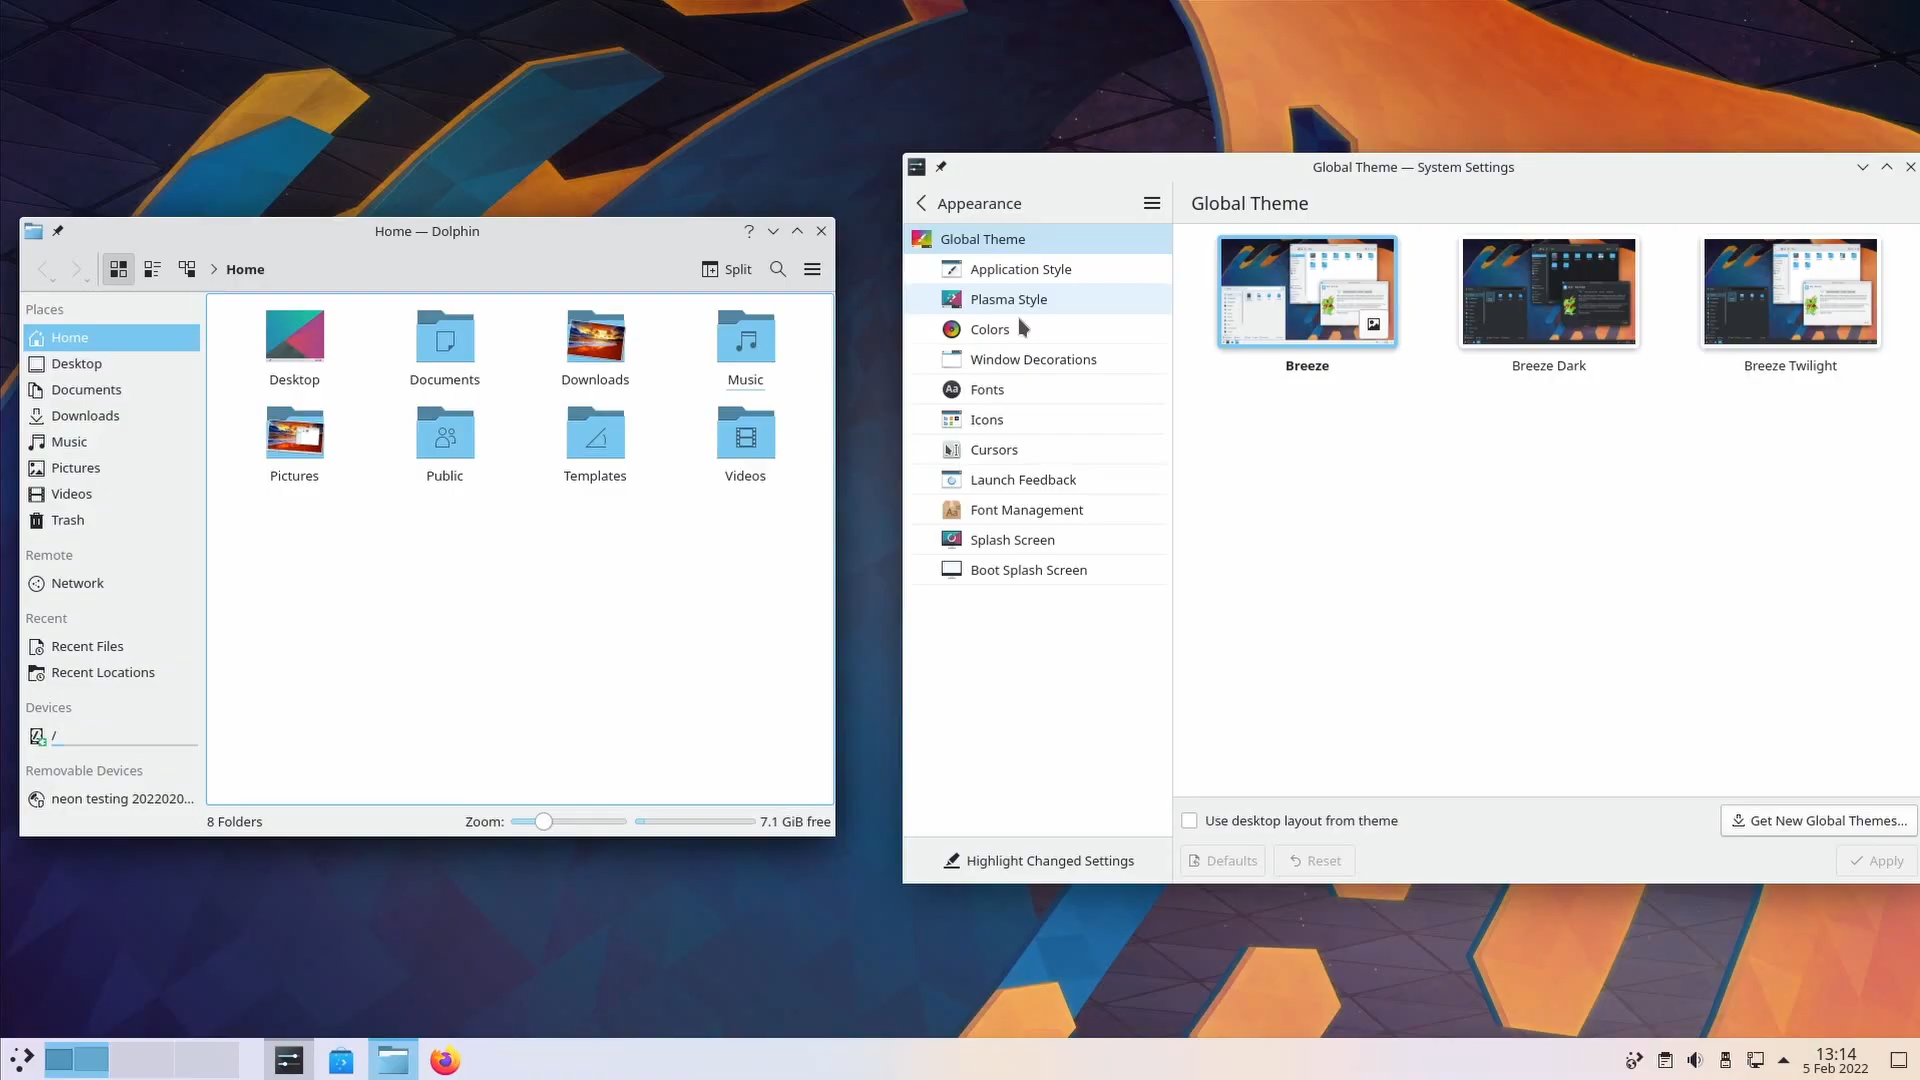 Home — Dolphin
Home
Split
Places
Home
Desktop
Documents
Downloads
Music
Pictures
Videos
Trash
Remote
Network
Recent
Recent Files
Recent Locations
Devices
/
Removable Devices
neon testing 2022020...
Desktop
Documents
Downloads
Music
Pictures
Public
Templates
Videos
8 Folders
Zoom:
7.1 GiB free
Global Theme — System Settings
Appearance
Global Theme
Application Style
Plasma Style
Colors
Window Decorations
Fonts
Icons
Cursors
Launch Feedback
Font Management
Splash Screen
Boot Splash Screen
Highlight Changed Settings
Global Theme
Breeze
Breeze Dark
Breeze Twilight
Use desktop layout from theme
Get New Global Themes...
Defaults
Reset
Apply
13:14
5 Feb 2022